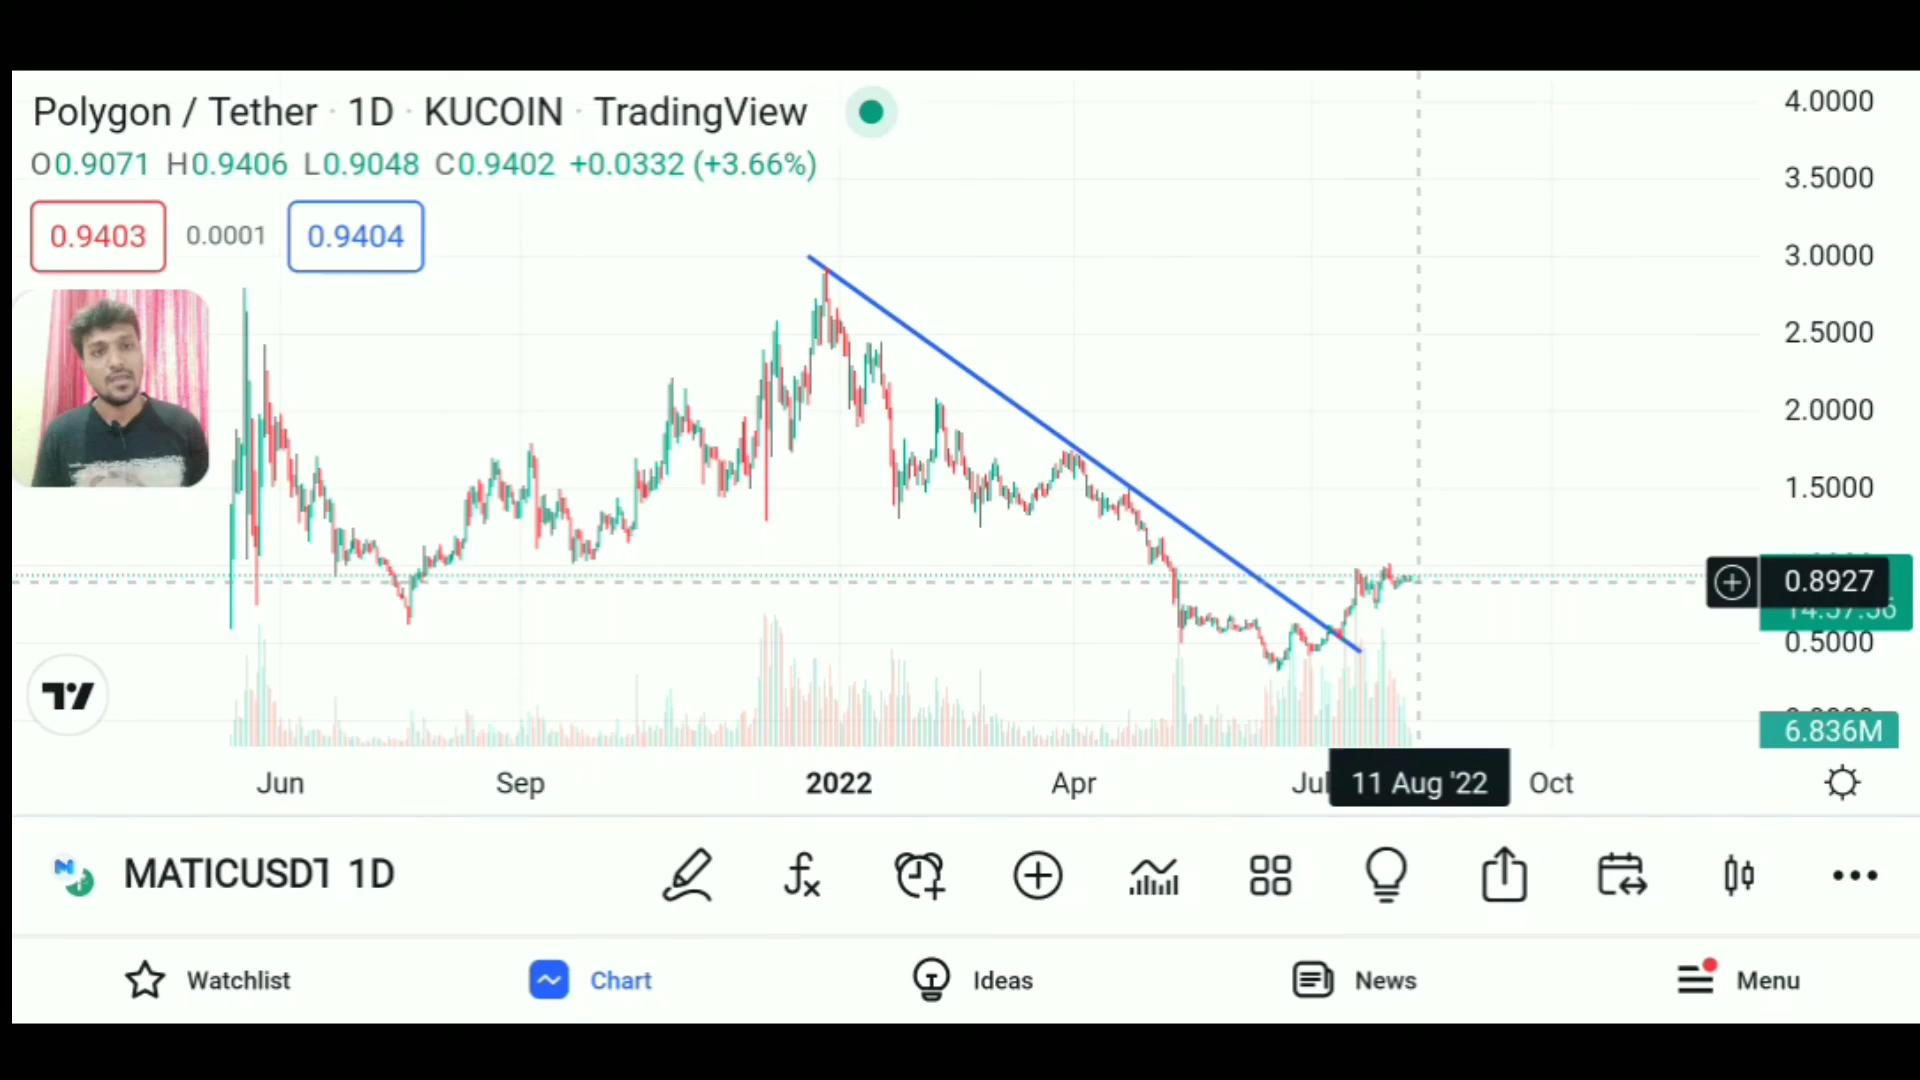 Polygon / Tether · 1D · KUCOIN · TradingView
O0.9071 H0.9406 L0.9048 C0.9402 +0.0332 (+3.66%)
0.9403 0.0001 0.9404
4.0000
3.5000
3.0000
2.5000
2.0000
1.5000
0.8927
0.5000
6.836M
Jun Sep 2022 Apr Jul 11 Aug '22 Oct
MATICUSDT 1D
Watchlist Chart Ideas News Menu